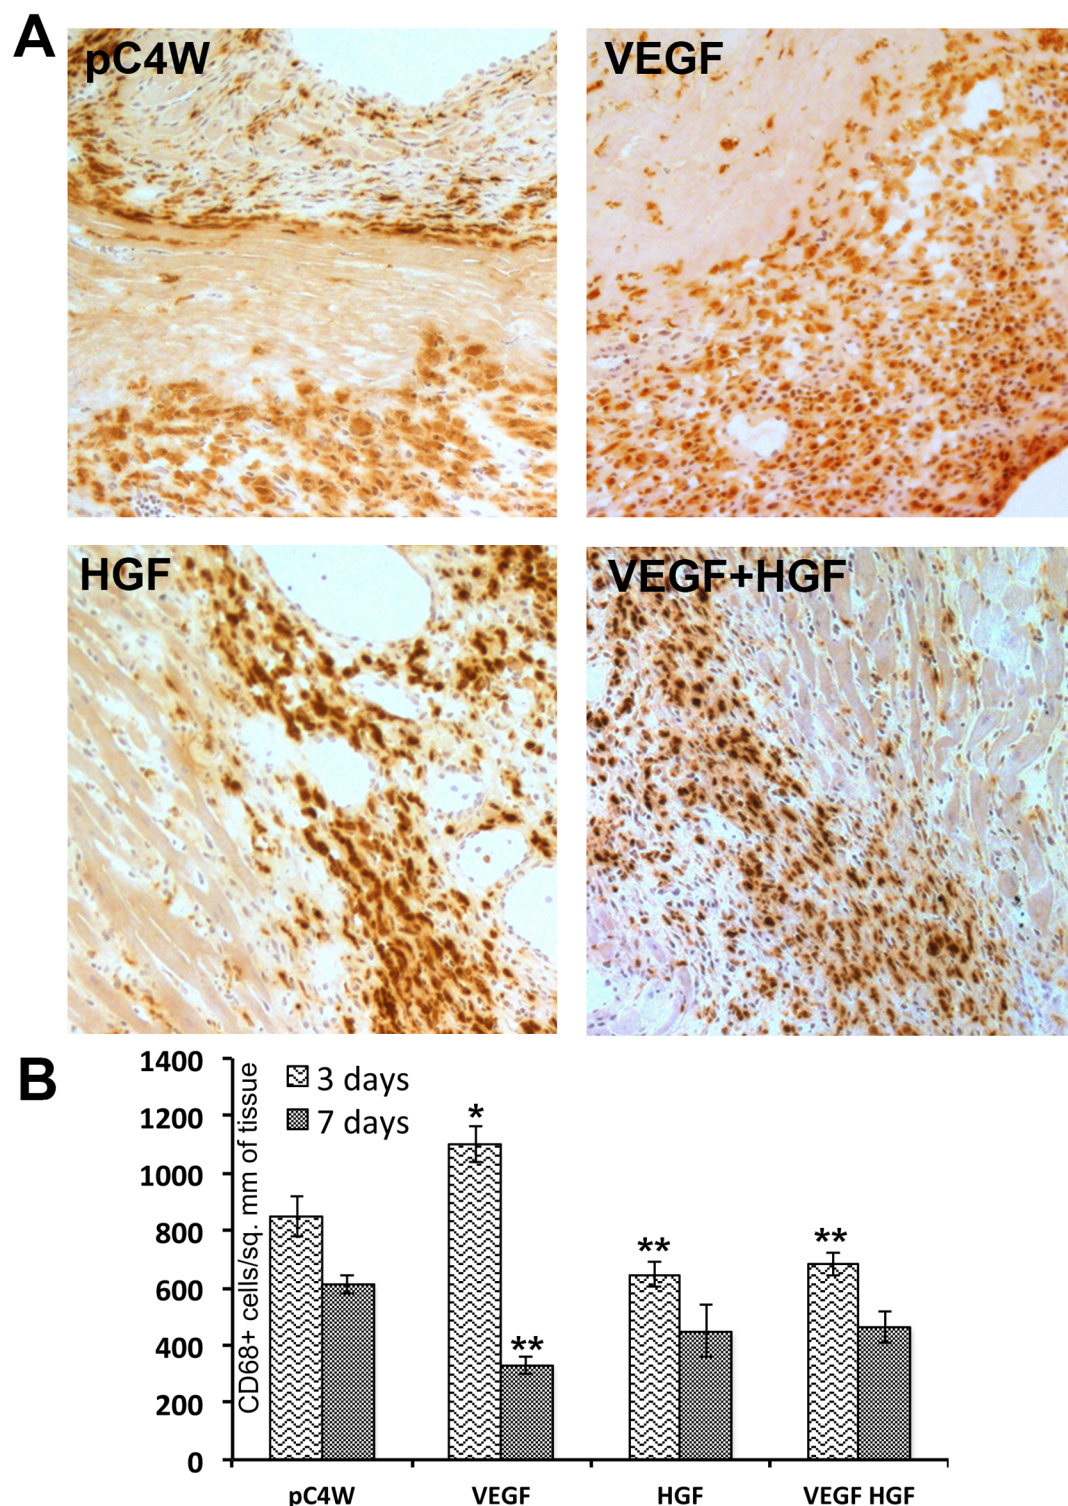 A
pC4W
VEGF
HGF
VEGF+HGF
B
CD68+ cells/sq. mm of tissue
1400
1200
1000
800
600
400
200
0
3 days
7 days
*
**
**
**
pC4W
VEGF
HGF
VEGF HGF